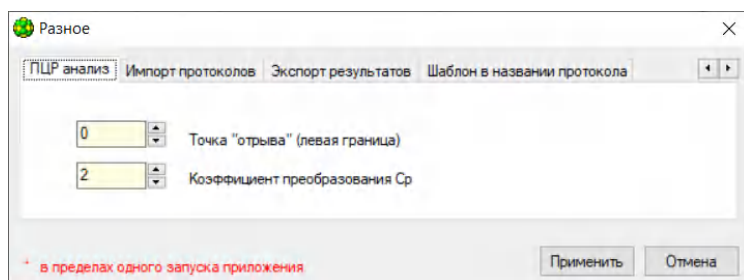 Разное
ПЦР анализ Импорт протоколов Экспорт результатов Шаблон в названии протокола
0 Точка "отрыва" (левая граница)
2 Коэффициент преобразования Ср
* в пределах одного запуска приложения Применить Отмена